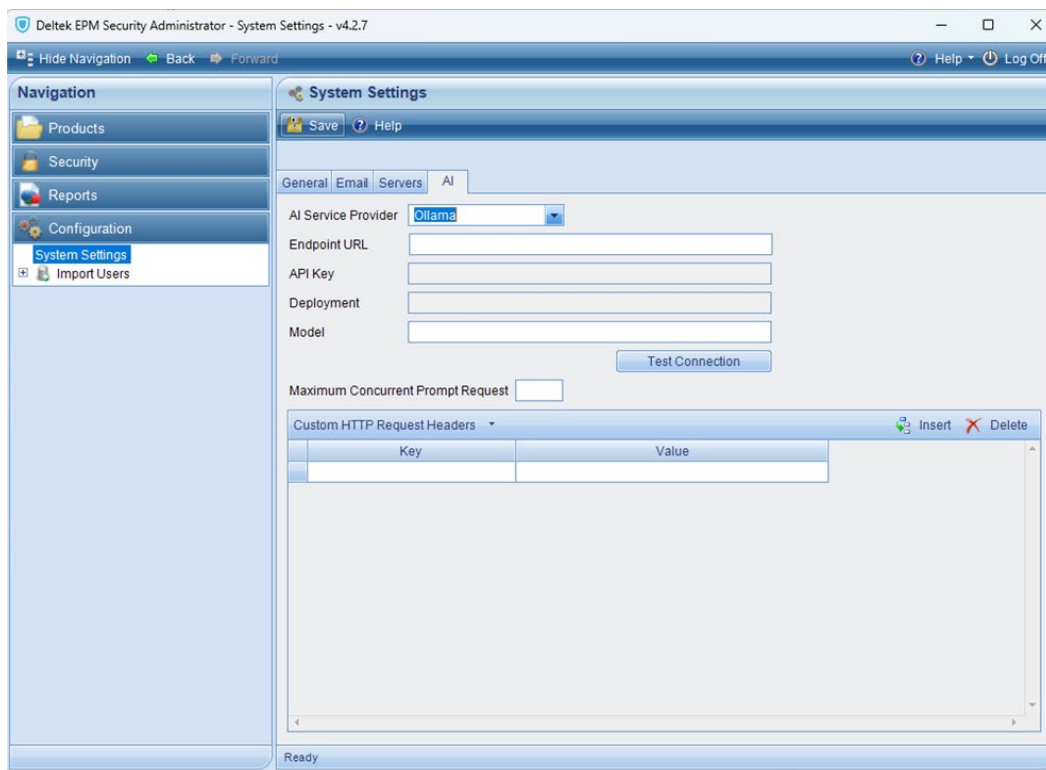 Deltek EPM Security Administrator - System Settings - v4.2.7
Hide Navigation Back Forward Help Log Off
Navigation
Products
Security
Reports
Configuration
System Settings
Import Users
System Settings
Save Help
General Email Servers AI
AI Service Provider Ollama
Endpoint URL
API Key
Deployment
Model
Test Connection
Maximum Concurrent Prompt Request
Custom HTTP Request Headers Insert Delete
Key Value
Ready